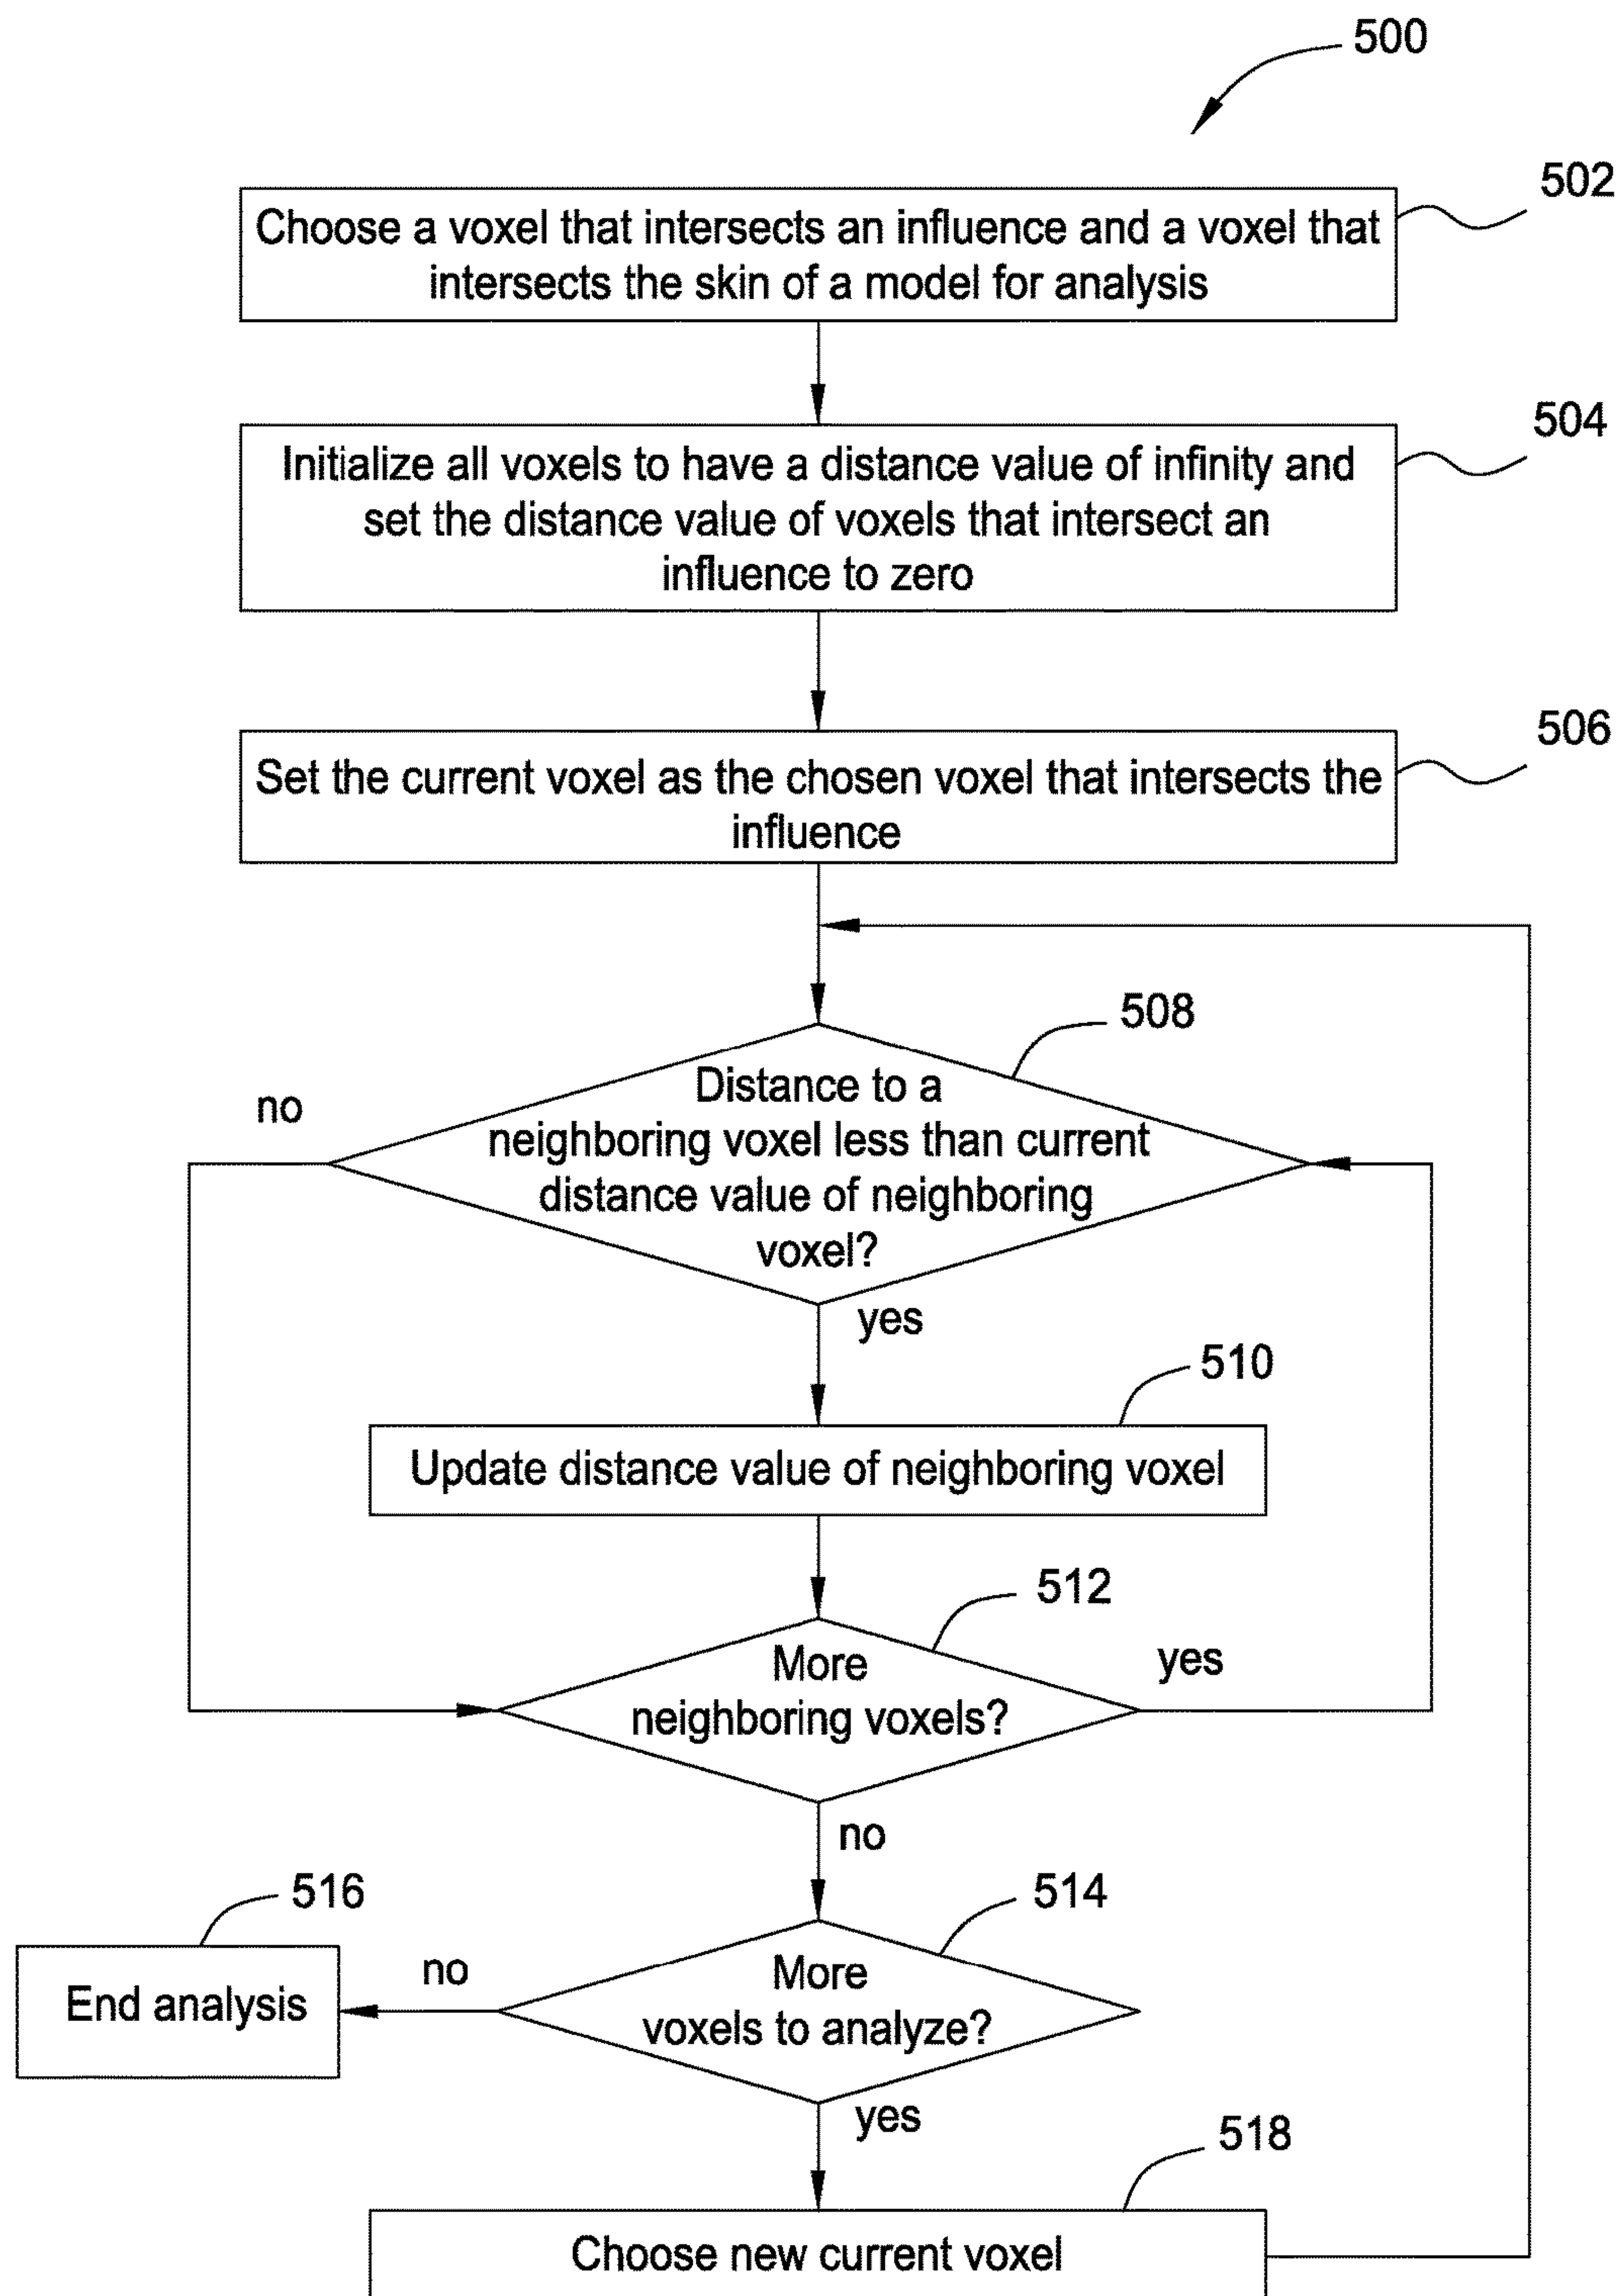 500
502
Choose a voxel that intersects an influence and a voxel that
intersects the skin of a model for analysis
504
Initialize all voxels to have a distance value of infinity and
set the distance value of voxels that intersect an
influence to zero
506
Set the current voxel as the chosen voxel that intersects the
influence
508
no
Distance to a
neighboring voxel less than current
distance value of neighboring
voxel?
yes
510
Update distance value of neighboring voxel
512
More
neighboring voxels?
yes
no
516
514
End analysis
no
More
voxels to analyze?
yes
518
Choose new current voxel